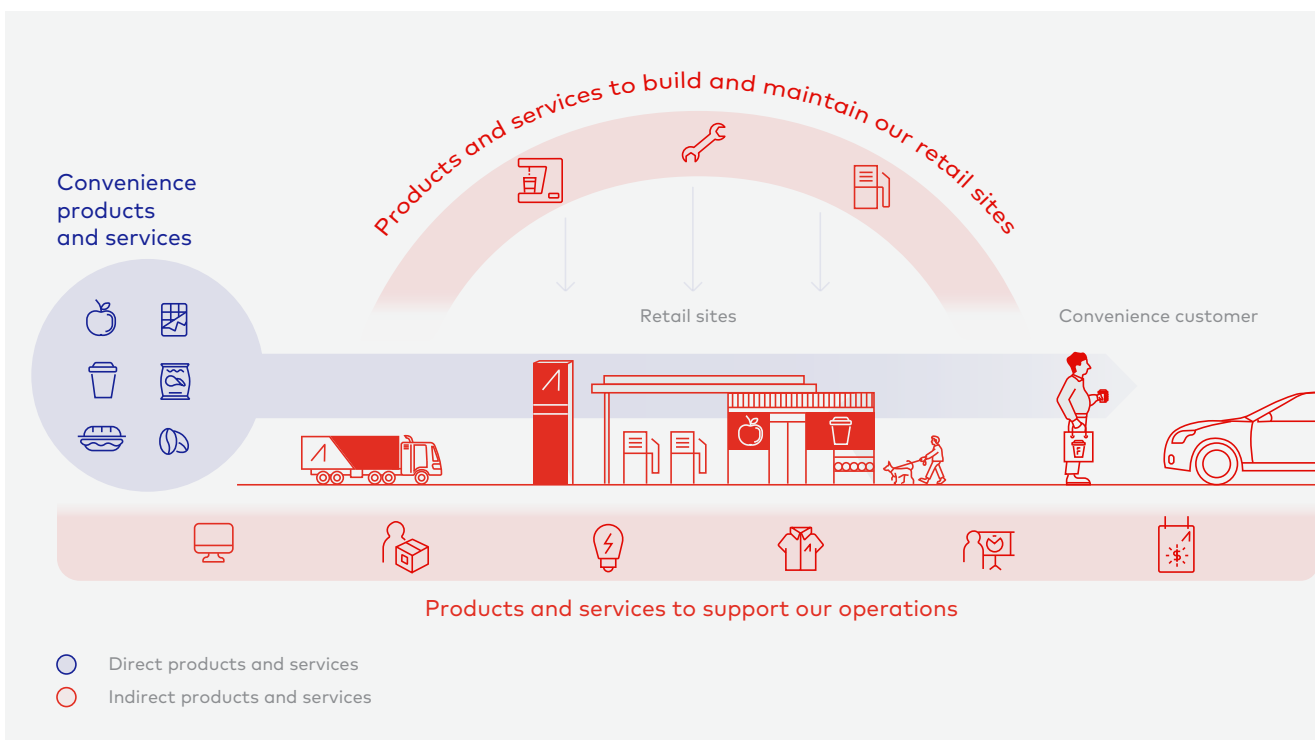 Products and services to build and maintain our retail sites
Convenience
products
and services
Retail sites
Convenience customer
$
F
Products and services to support our operations
Direct products and services
Indirect products and services